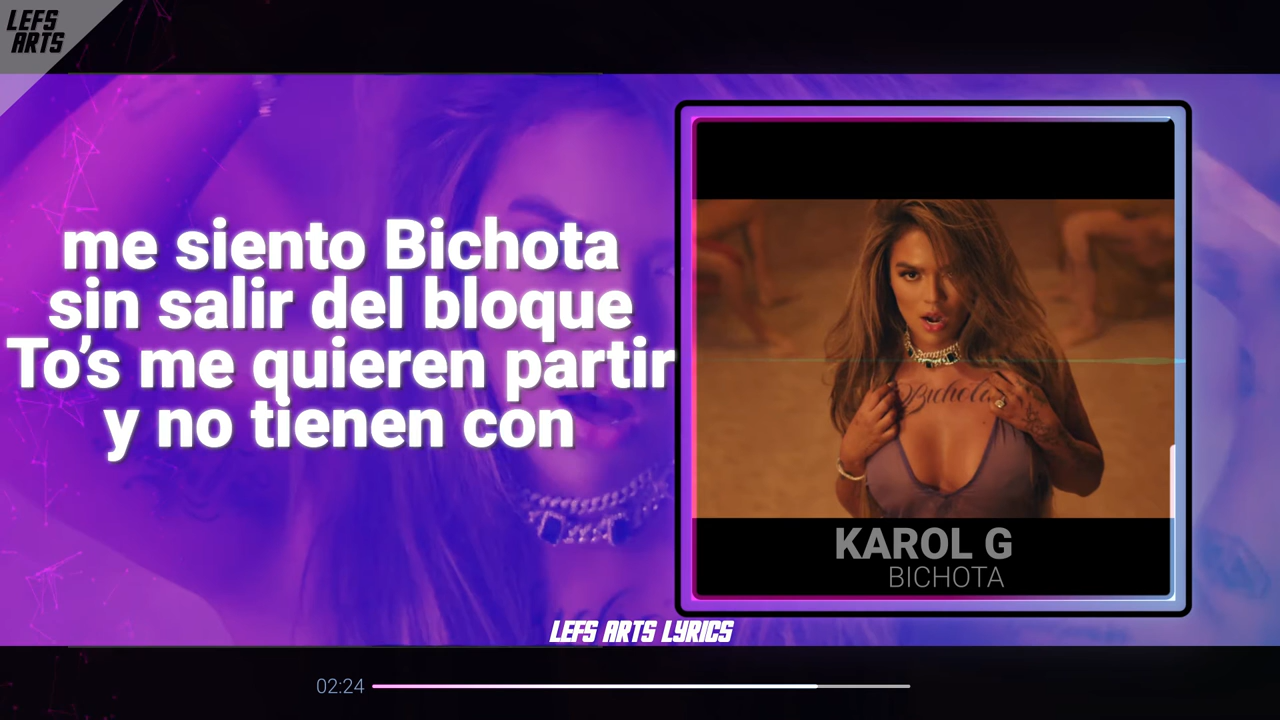 LEFS
ARTS
me siento Bichota
sin salir del bloque
To’s me quieren partir
y no tienen con
Bichota
KAROL G
BICHOTA
LEFS ARTS LYRICS
02:24